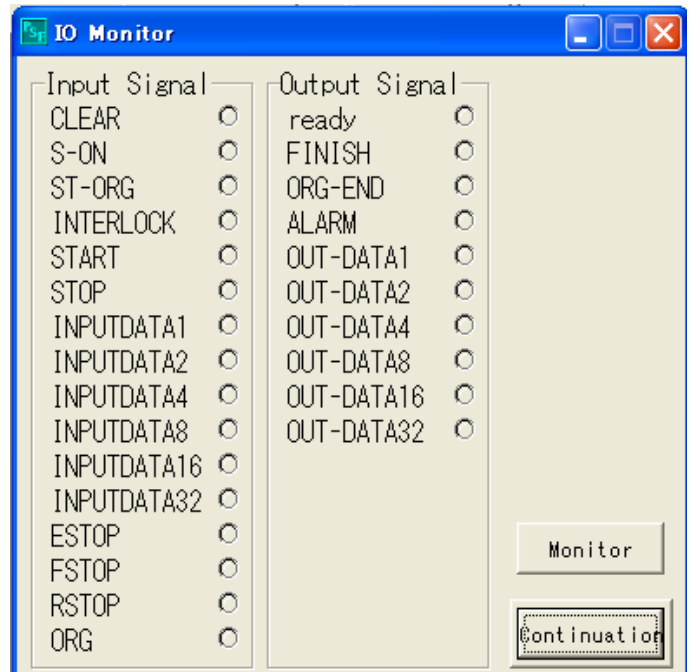 IO Monitor
Input Signal
CLEAR
S-ON
ST-ORG
INTERLOCK
START
STOP
INPUTDATA1
INPUTDATA2
INPUTDATA4
INPUTDATA8
INPUTDATA16
INPUTDATA32
ESTOP
FSTOP
RSTOP
ORG
Output Signal
ready
FINISH
ORG-END
ALARM
OUT-DATA1
OUT-DATA2
OUT-DATA4
OUT-DATA8
OUT-DATA16
OUT-DATA32
Monitor
Continuation